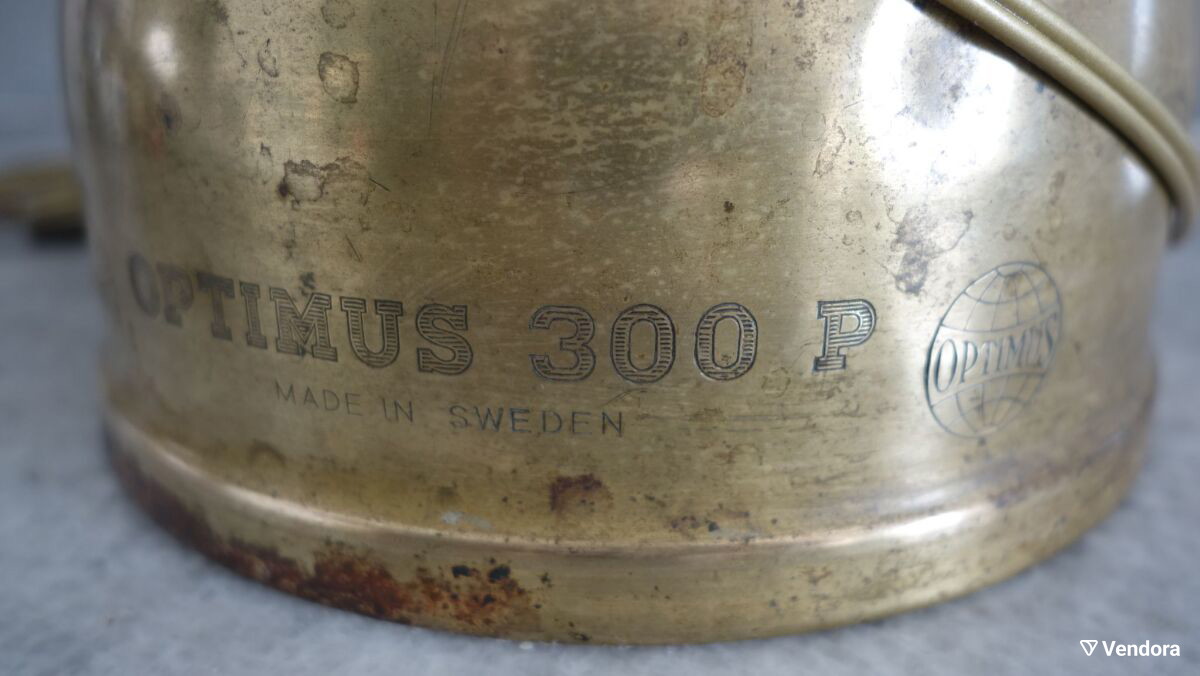 OPTIMUS 300 P
OPTIMUS
MADE IN SWEDEN
Vendora